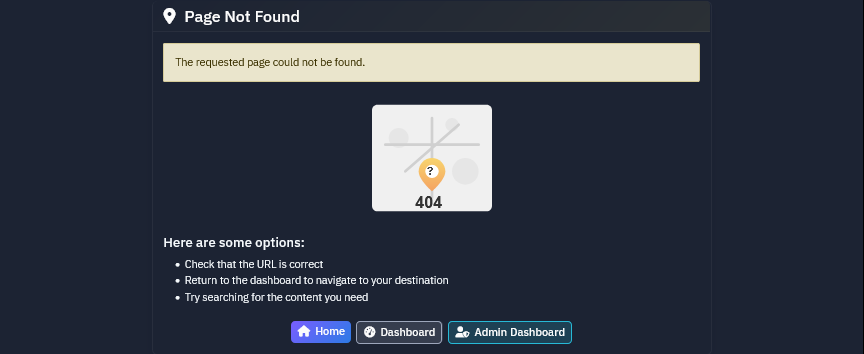 Page Not Found
The requested page could not be found.
?
404
Here are some options:
• Check that the URL is correct
• Return to the dashboard to navigate to your destination
• Try searching for the content you need
Home Dashboard Admin Dashboard